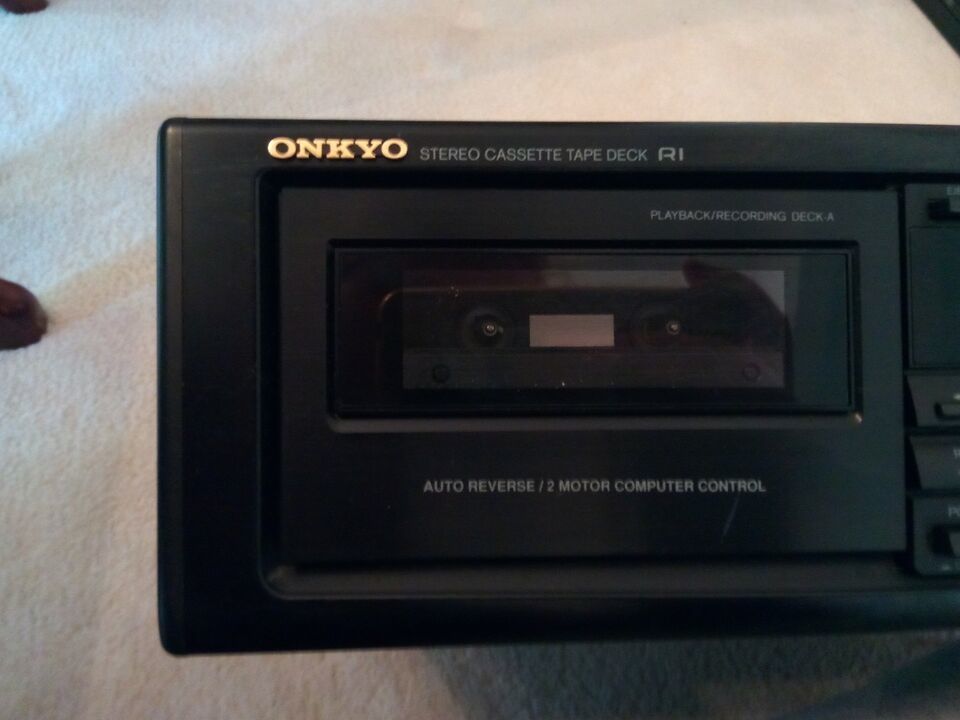 ONKYO STEREO CASSETTE TAPE DECK RI
PLAYBACK/RECORDING DECK-A
AUTO REVERSE / 2 MOTOR COMPUTER CONTROL